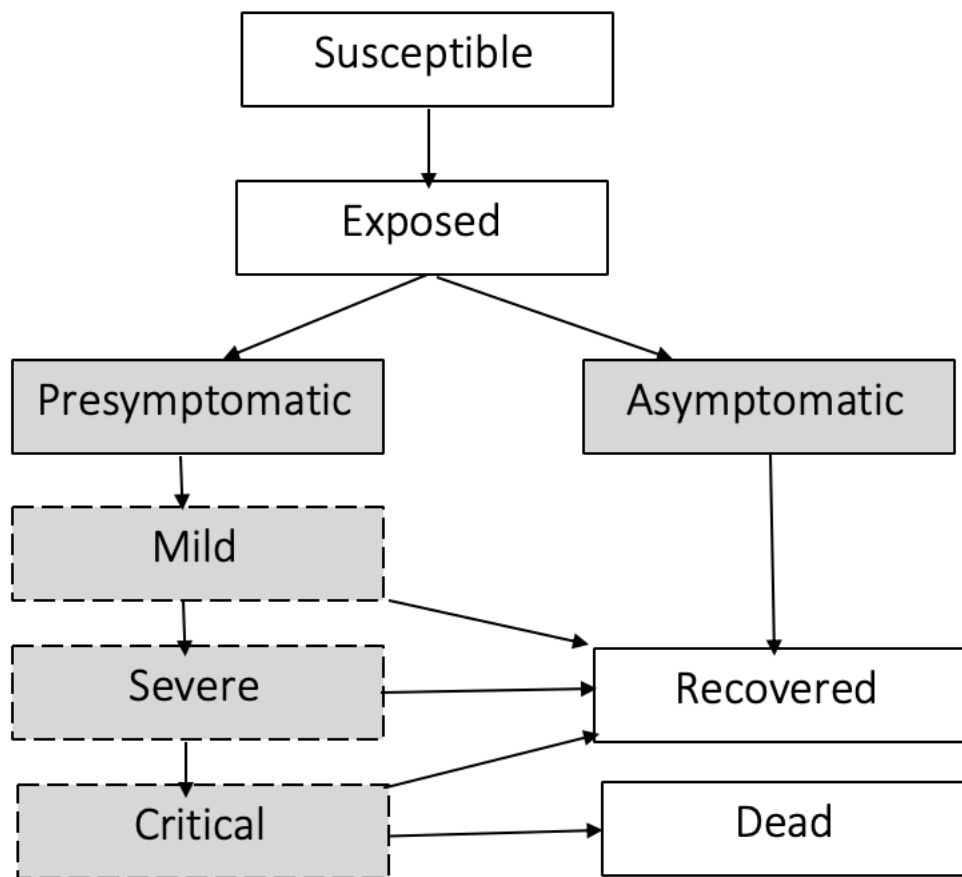 Susceptible
Exposed
Presymptomatic
Asymptomatic
Mild
Severe
Recovered
Critical
Dead